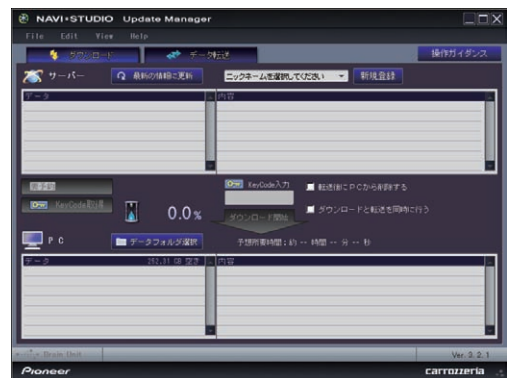 NAVI*STUDIO Update Manager
File Edit View Help
ダウンロード データ転送 操作ガイダンス
サーバー 最新の情報に更新 ニックネームを選択してください 新規登録
データ 内容
KeyCode入力 転送後にPCから削除する
KeyCode取得 0.0% ダウンロード開始 ダウンロードと転送を同時に行う
PC データフォルダ選択 予想所要時間:約 -- 時間 -- 分 -- 秒
データ 252.31 GB 空き 内容
Brain Unit Ver. 3.2.1
Pioneer carrozzeria